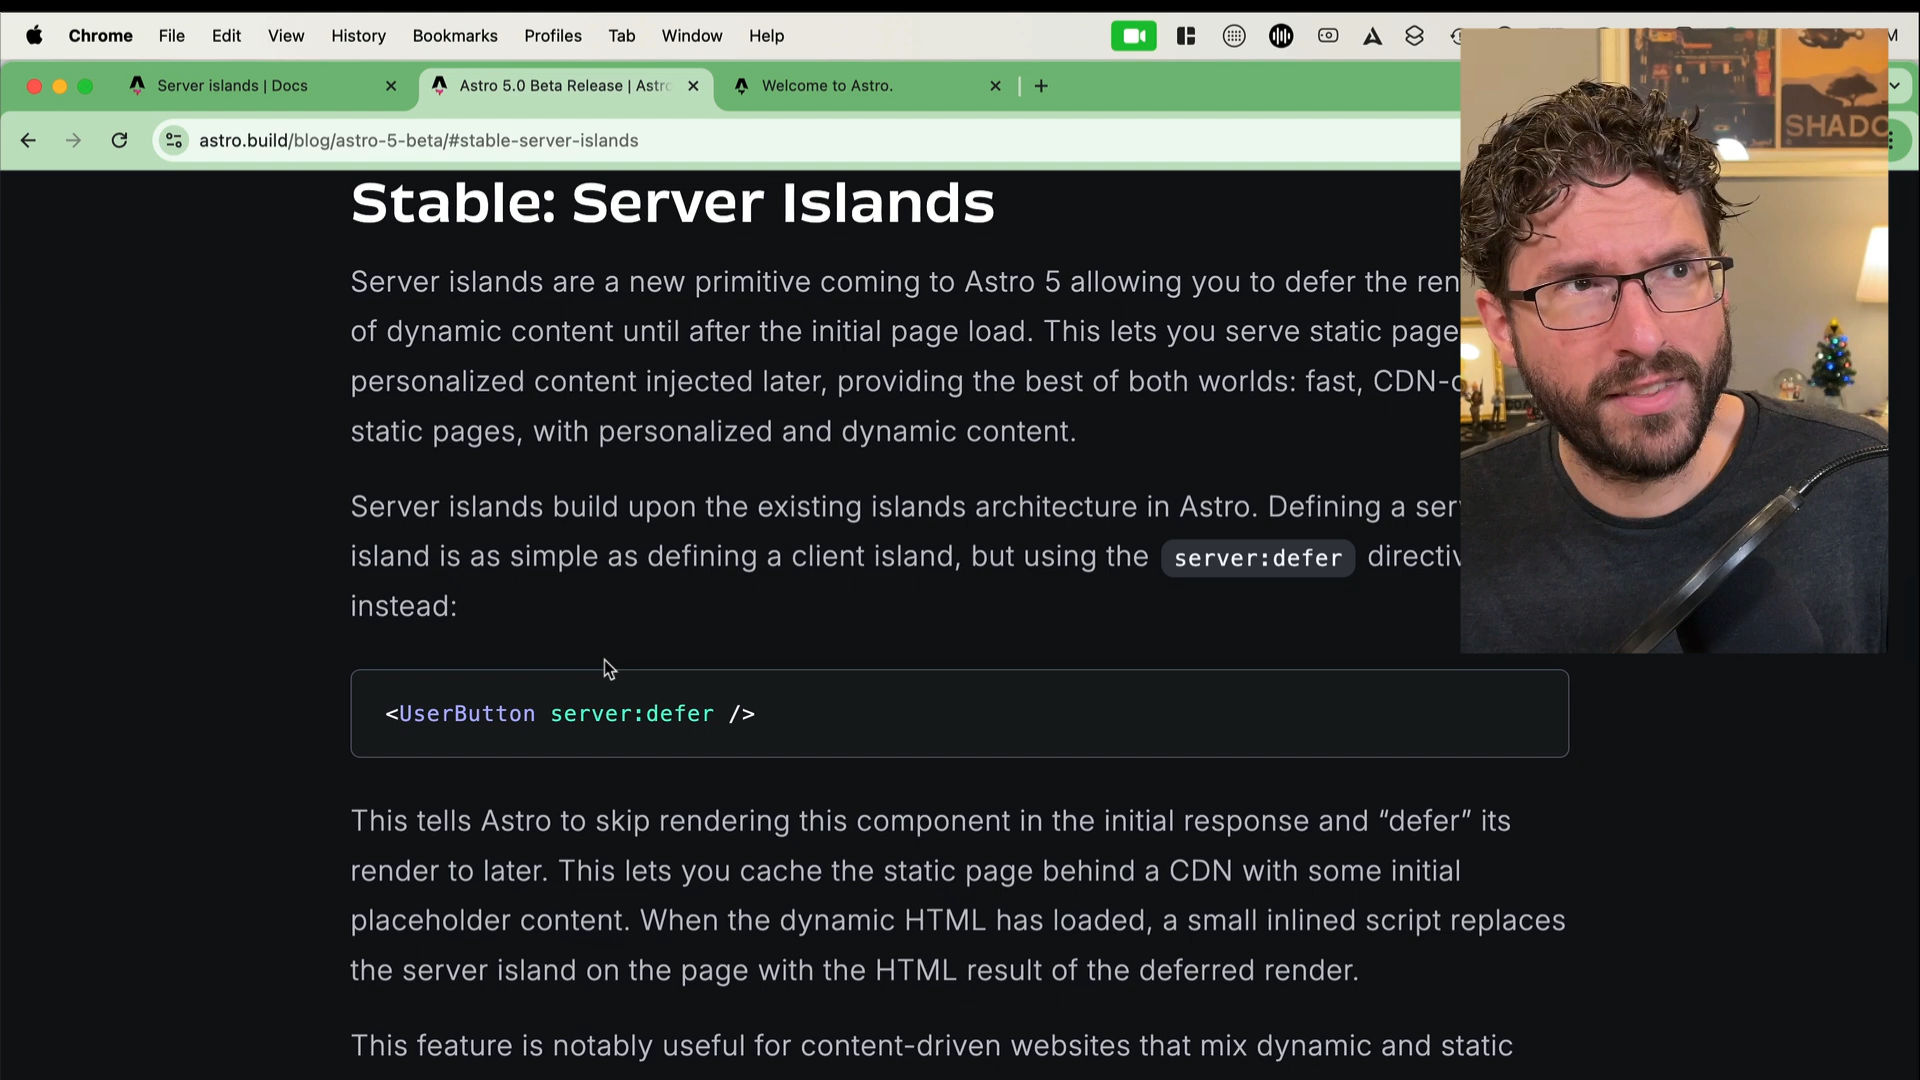 Chrome File Edit View History Bookmarks Profiles Tab Window Help
Server islands | Docs
Astro 5.0 Beta Release | Astro
Welcome to Astro.
astro.build/blog/astro-5-beta/#stable-server-islands
SHADO
Stable: Server Islands
Server islands are a new primitive coming to Astro 5 allowing you to defer the ren
of dynamic content until after the initial page load. This lets you serve static page
personalized content injected later, providing the best of both worlds: fast, CDN-c
static pages, with personalized and dynamic content.
Server islands build upon the existing islands architecture in Astro. Defining a ser
island is as simple as defining a client island, but using the server:defer directiv
instead:
<UserButton server:defer />
This tells Astro to skip rendering this component in the initial response and “defer” its
render to later. This lets you cache the static page behind a CDN with some initial
placeholder content. When the dynamic HTML has loaded, a small inlined script replaces
the server island on the page with the HTML result of the deferred render.
This feature is notably useful for content-driven websites that mix dynamic and static